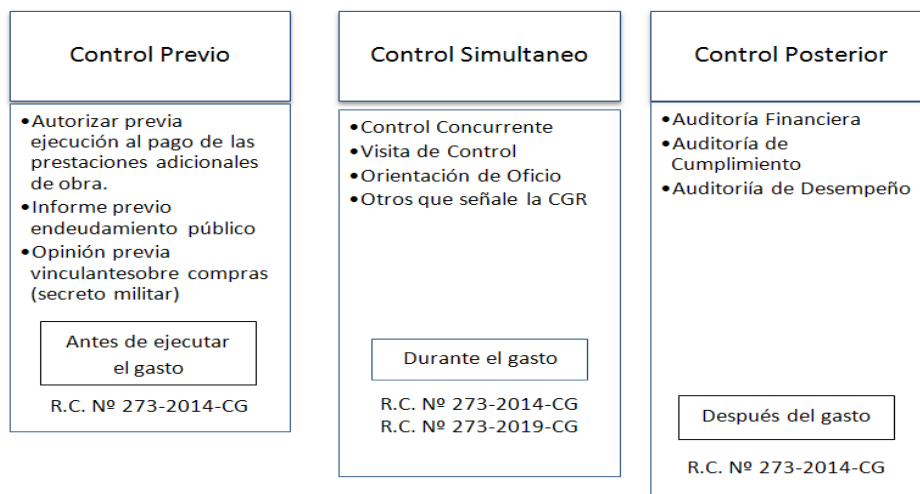 Control Previo
•Autorizar previa
ejecución al pago de las
prestaciones adicionales
de obra.
•Informe previo
endeudamiento público
•Opinión previa
vinculantesobre compras
(secreto militar)
Antes de ejecutar
el gasto
R.C. Nº 273-2014-CG
Control Simultaneo
•Control Concurrente
•Visita de Control
•Orientación de Oficio
•Otros que señale la CGR
Durante el gasto
R.C. Nº 273-2014-CG
R.C. Nº 273-2019-CG
Control Posterior
•Auditoría Financiera
•Auditoría de
Cumplimiento
•Auditoriía de Desempeño
Después del gasto
R.C. Nº 273-2014-CG